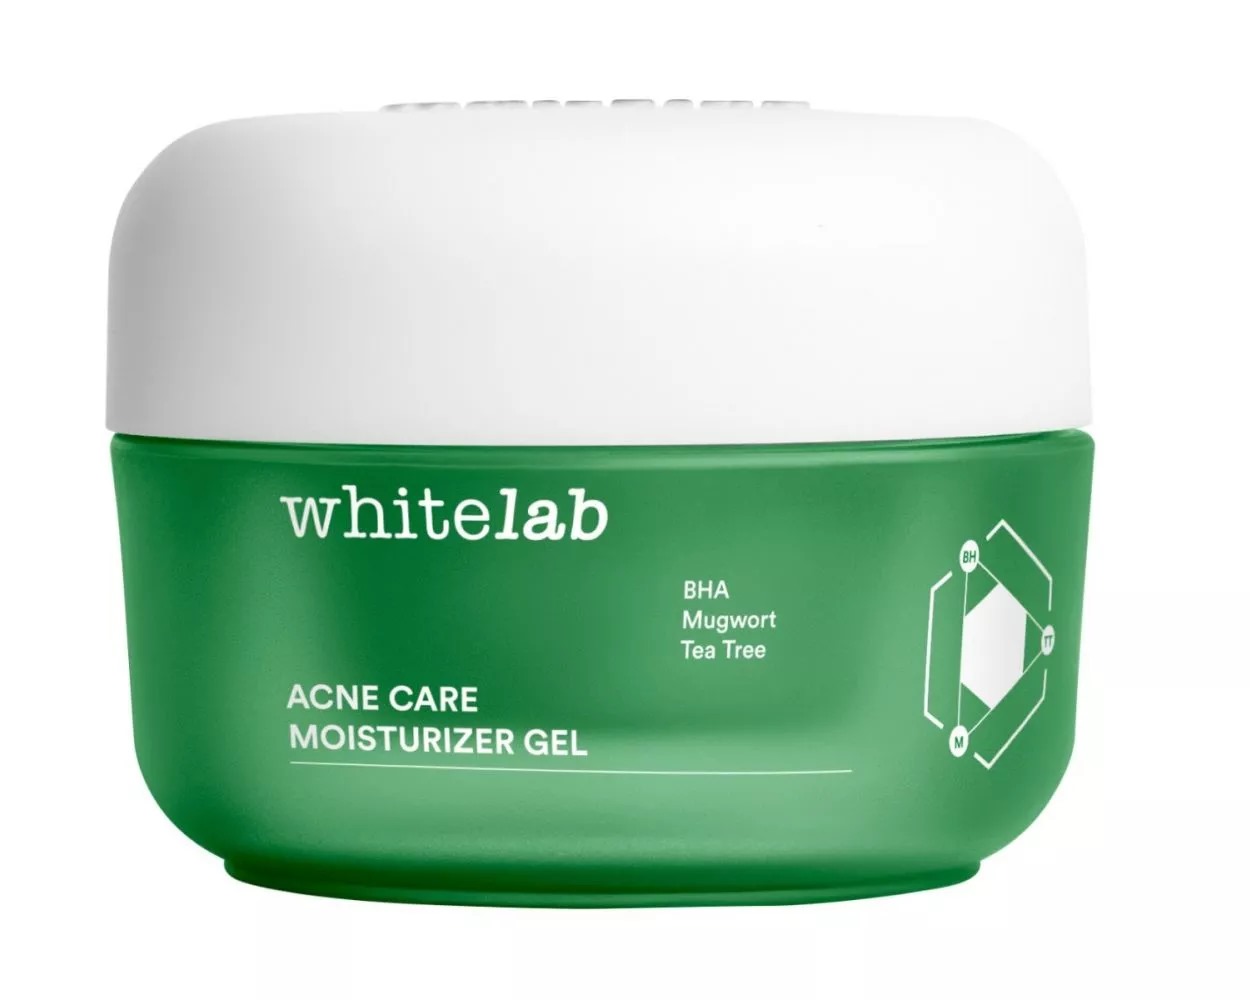 whitelab
BHA
Mugwort
Tea Tree
ACNE CARE
MOISTURIZER GEL
BH
TT
M